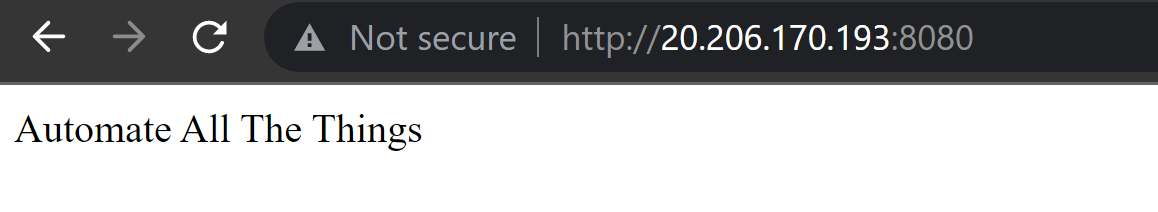 Not secure | http://20.206.170.193:8080
Automate All The Things